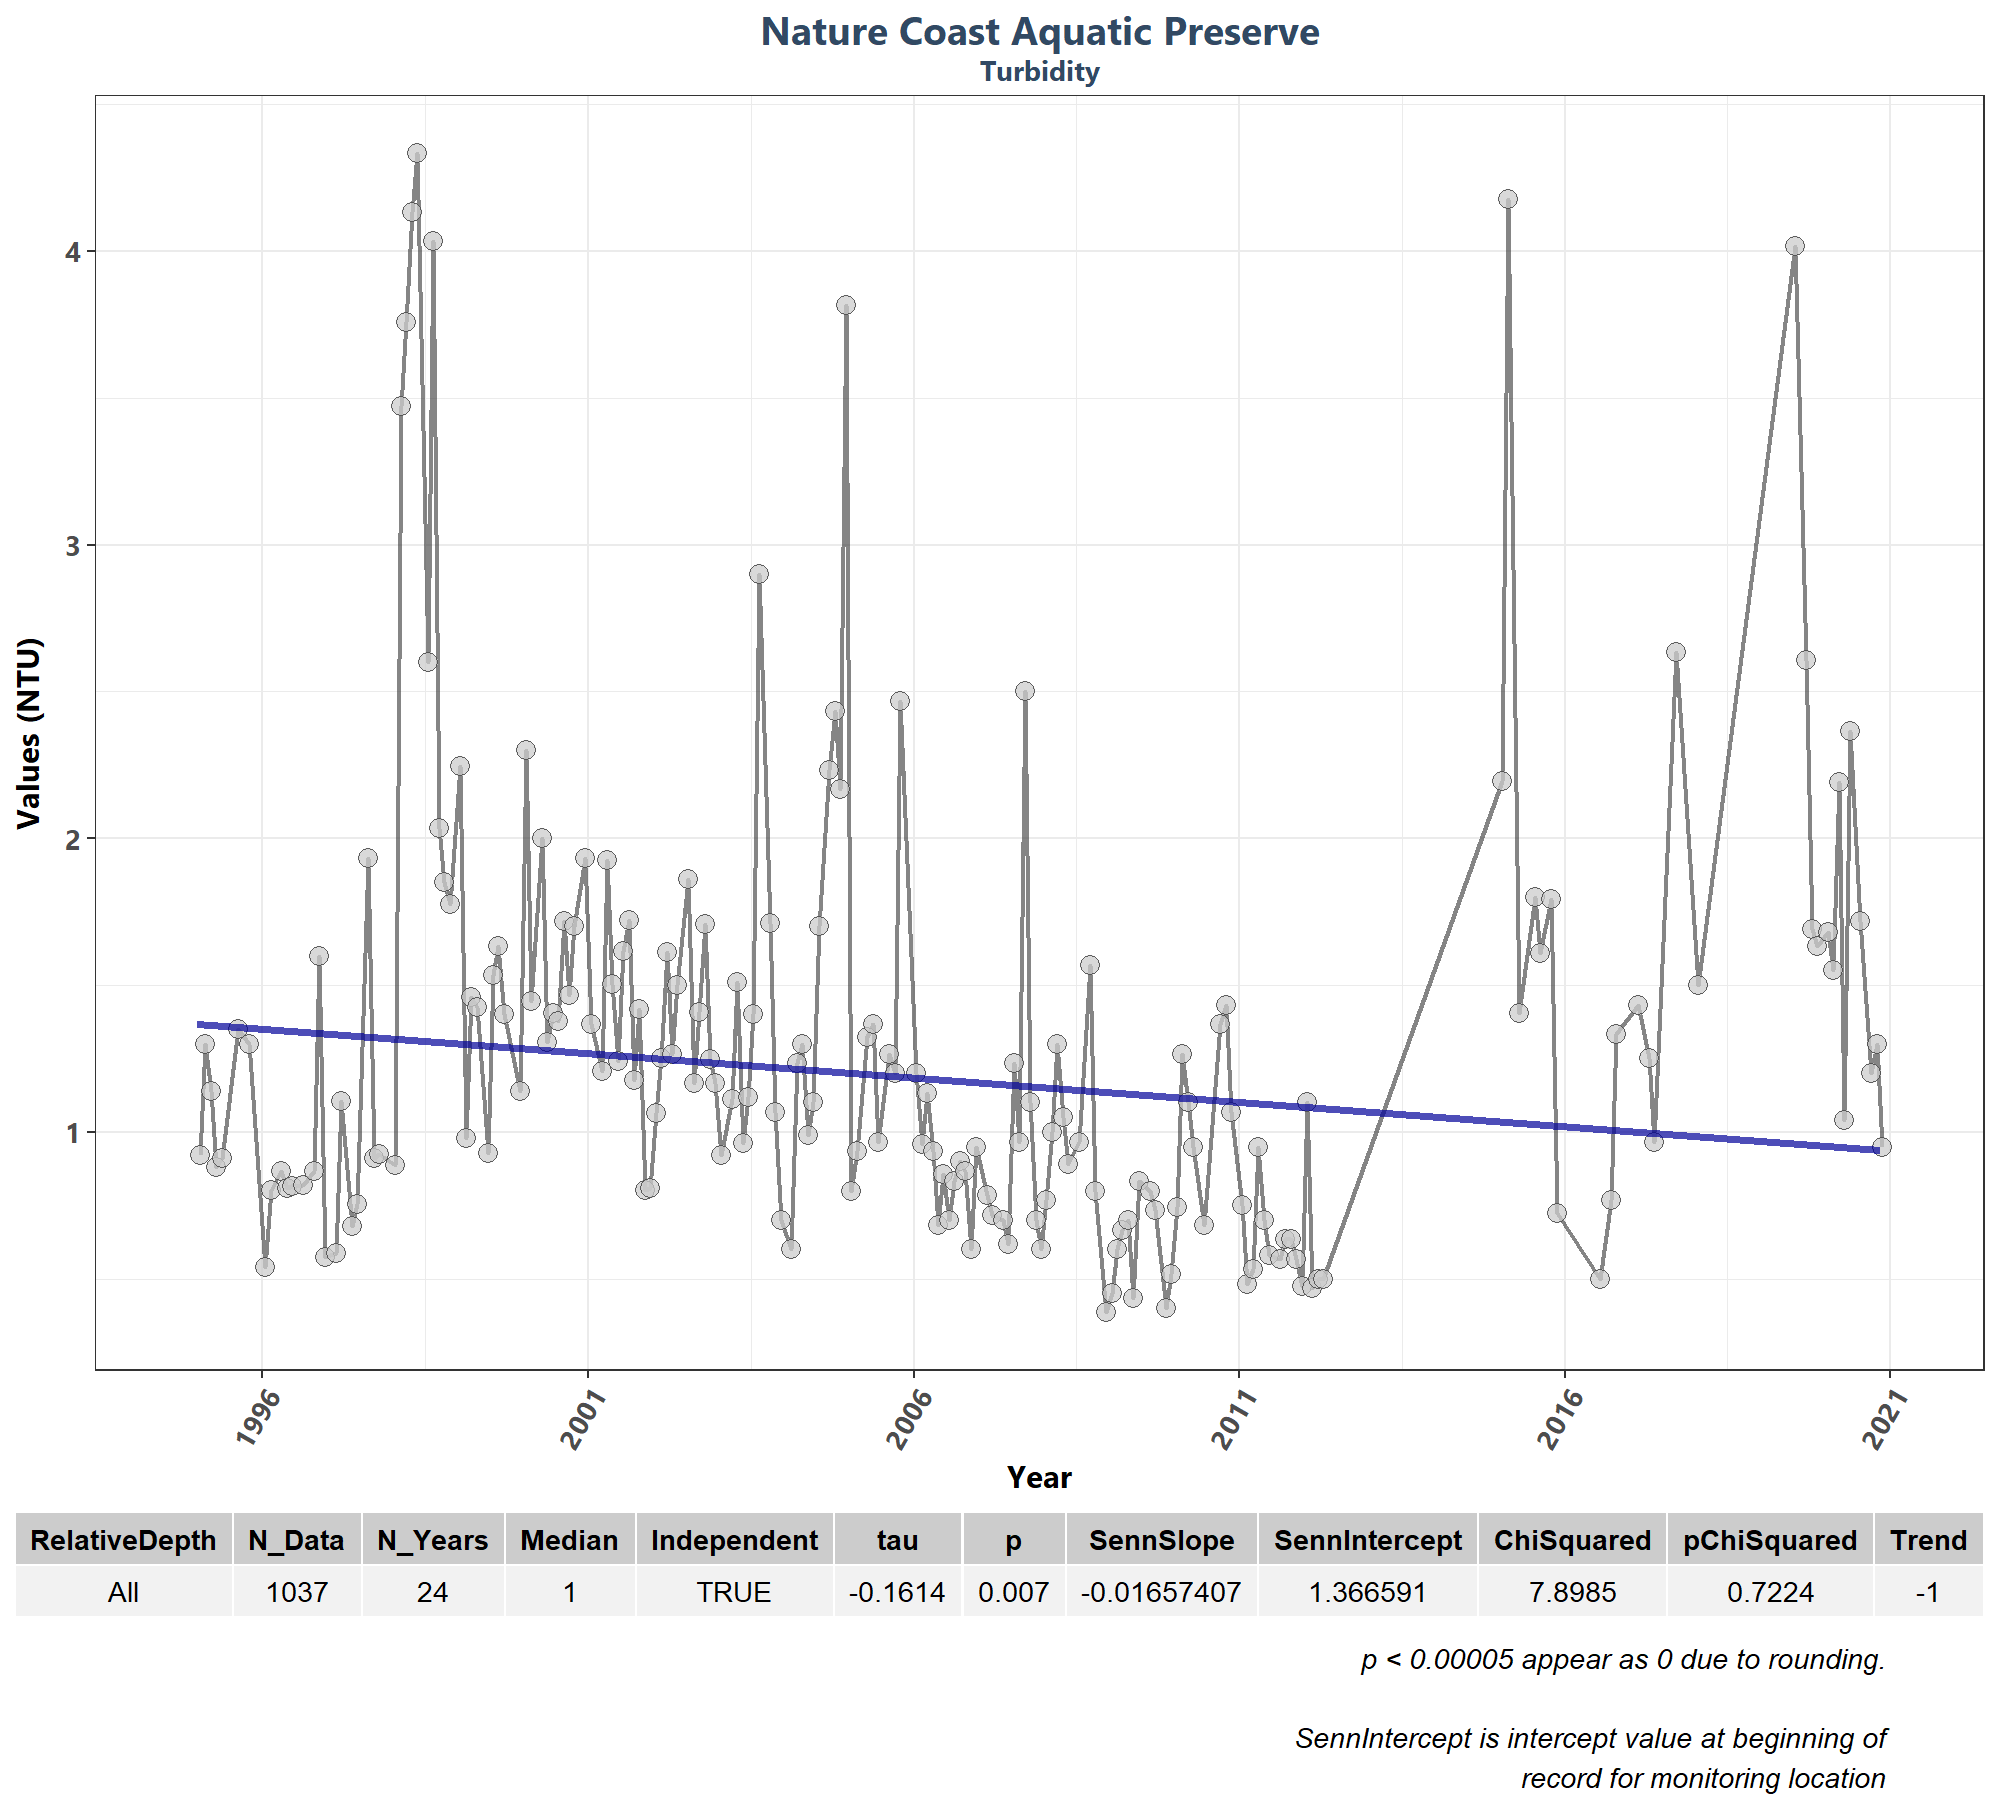 Nature Coast Aquatic Preserve
Turbidity
Values (NTU)
4
3
2
1
1996 2001 2006 2011 2016 2021
Year
RelativeDepth N_Data N_Years Median Independent tau p SennSlope SennIntercept ChiSquared pChiSquared Trend
All 1037 24 1 TRUE -0.1614 0.007 -0.01657407 1.366591 7.8985 0.7224 -1
p < 0.00005 appear as 0 due to rounding.
SennIntercept is intercept value at beginning of
record for monitoring location